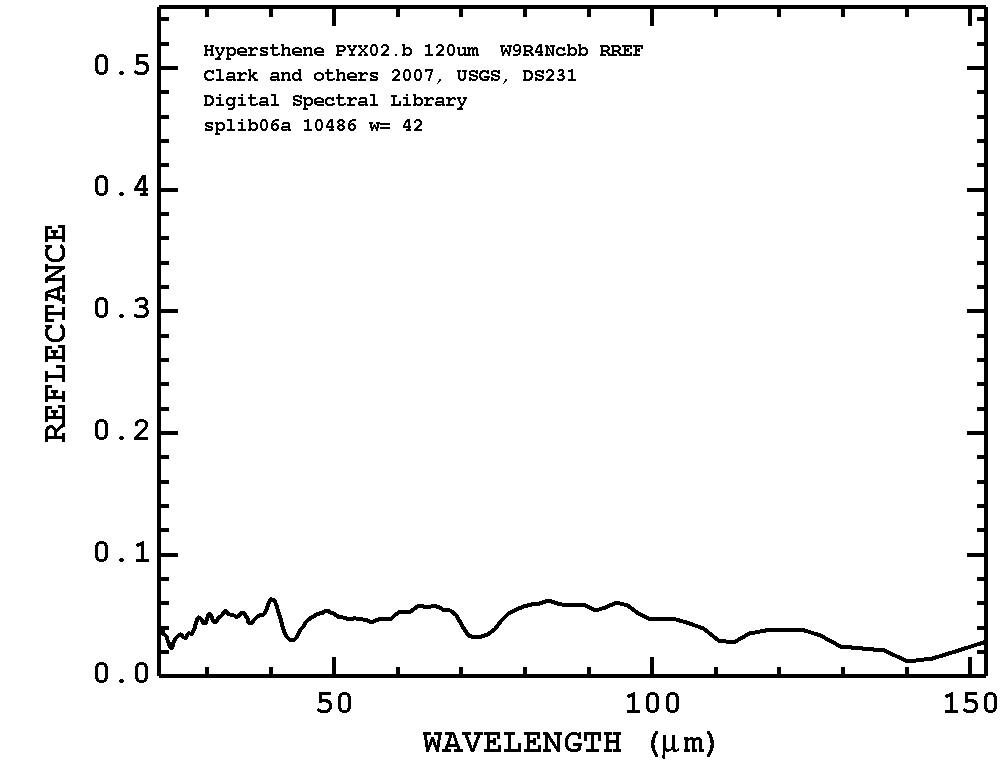 Hypersthene PYX02.b 120um W9R4Ncbb RREF
Clark and others 2007, USGS, DS231
Digital Spectral Library
splib06a 10486 w= 42
0.5
0.4
0.3
0.2
0.1
0.0
REFLECTANCE
50
100
150
WAVELENGTH (μm)